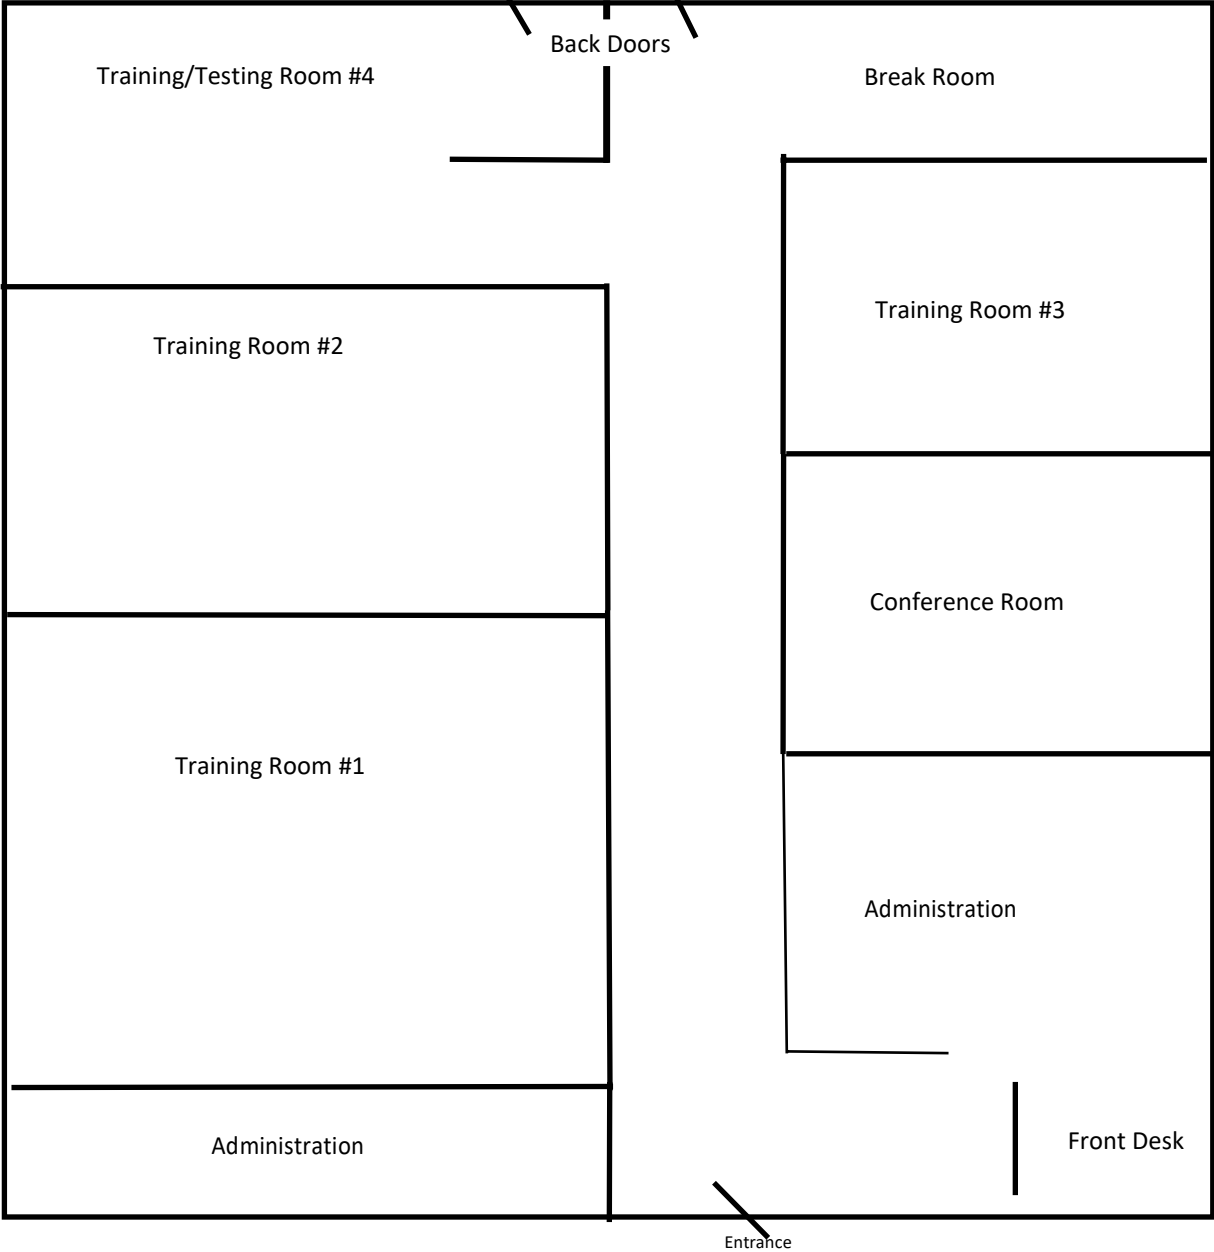 Back Doors
Training/Testing Room #4
Break Room
Training Room #3
Training Room #2
Conference Room
Training Room #1
Administration
Front Desk
Administration
Entrance